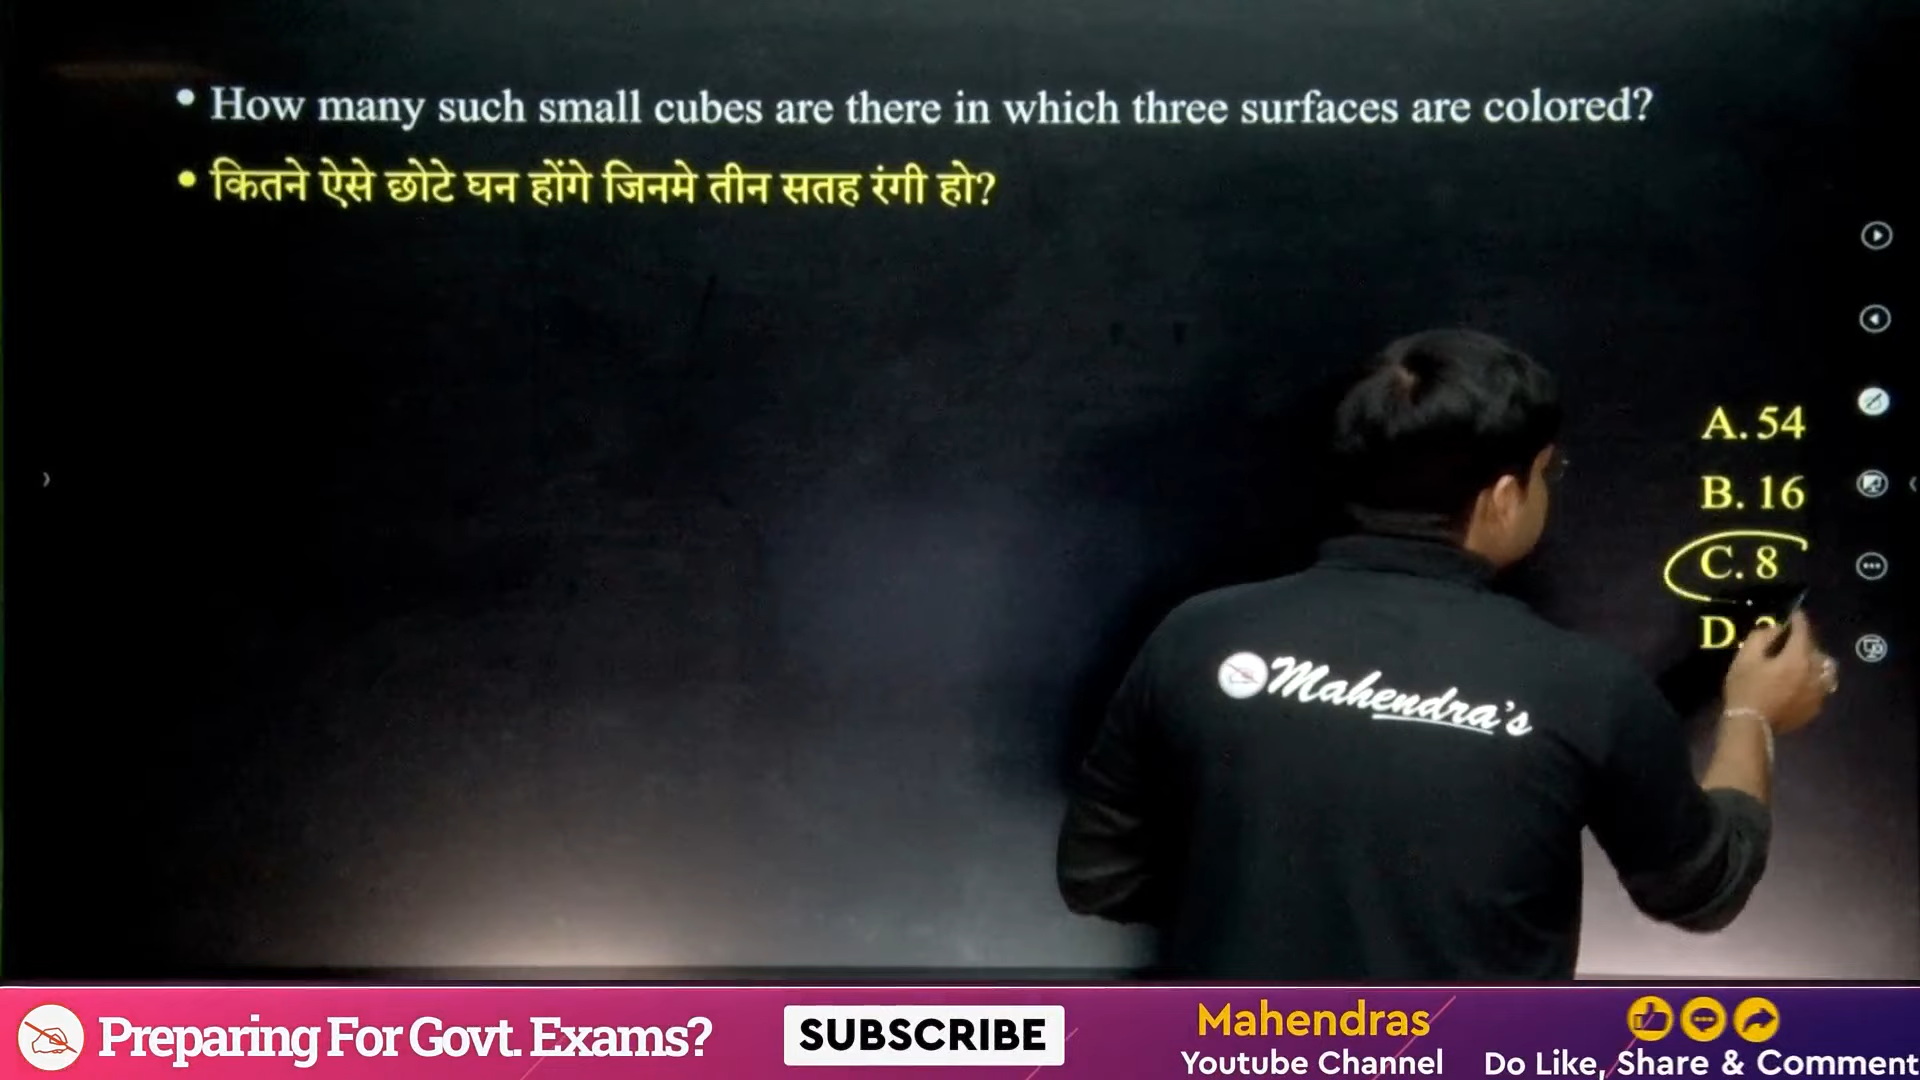 • How many such small cubes are there in which three surfaces are colored?
• कितने ऐसे छोटे घन होंगे जिनमे तीन सतह रंगी हो?
A. 54
B. 16
C. 8
D.
Mahendra's
Preparing For Govt. Exams?
SUBSCRIBE
Mahendras
Youtube Channel
Do Like, Share & Comment